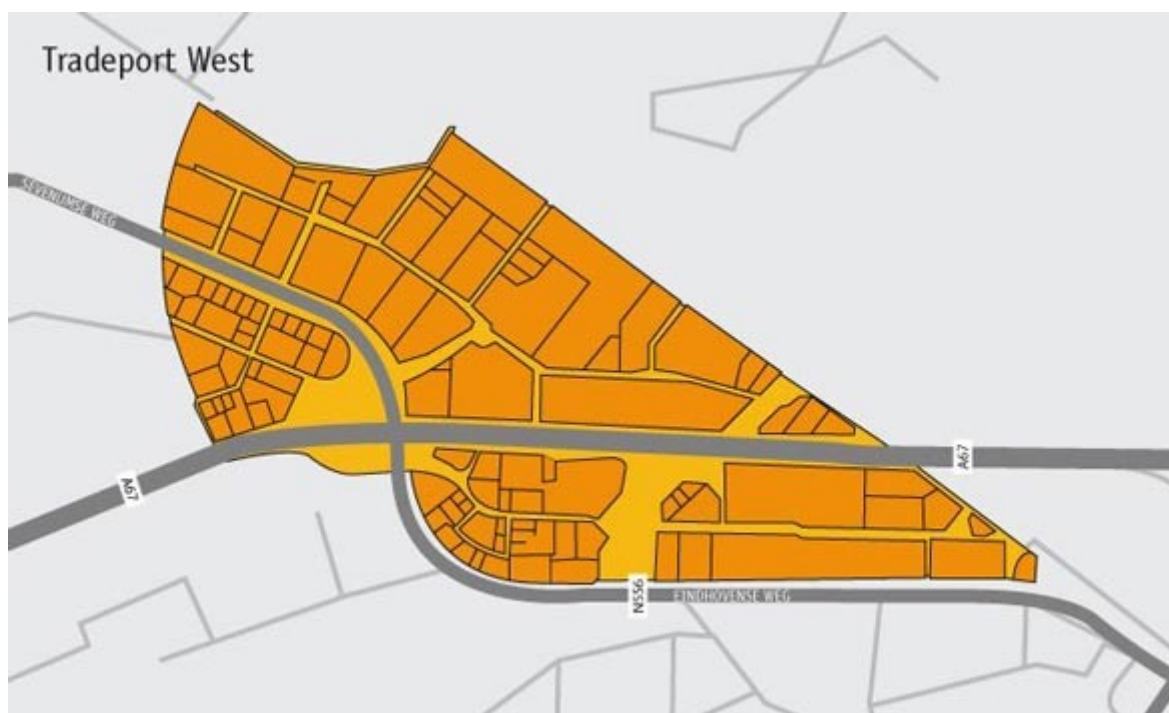 Tradeport West
SEVENUMSE WEG
A67
A67
N556
EINDHOVENSE WEG